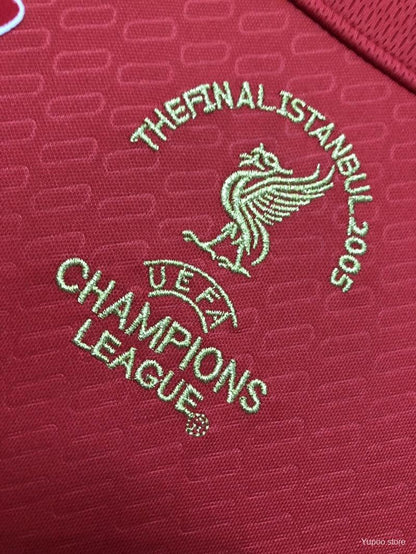 THEFINALISTANBUL2005
UEFA
CHAMPIONS
LEAGUE
Yupoo store